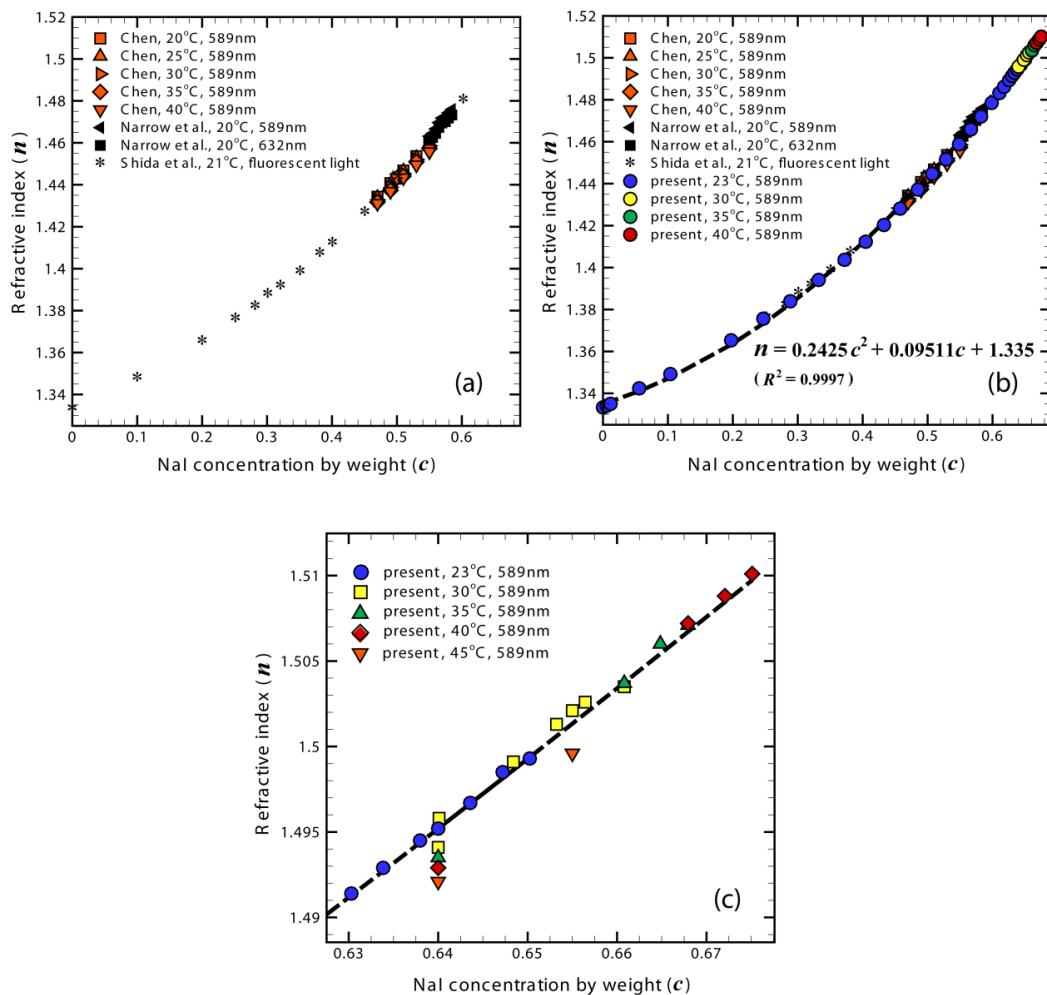 1.52
1.5
1.48
1.46
1.44
1.42
1.4
1.38
1.36
1.34
Refractive index (n)
Chen, 20°C, 589nm
Chen, 25°C, 589nm
Chen, 30°C, 589nm
Chen, 35°C, 589nm
Chen, 40°C, 589nm
Narrow et al., 20°C, 589nm
Narrow et al., 20°C, 632nm
Shida et al., 21°C, fluorescent light
(a)
0 0.1 0.2 0.3 0.4 0.5 0.6
NaI concentration by weight (c)
1.52
1.5
1.48
1.46
1.44
1.42
1.4
1.38
1.36
1.34
Refractive index (n)
Chen, 20°C, 589nm
Chen, 25°C, 589nm
Chen, 30°C, 589nm
Chen, 35°C, 589nm
Chen, 40°C, 589nm
Narrow et al., 20°C, 589nm
Narrow et al., 20°C, 632nm
Shida et al., 21°C, fluorescent light
present, 23°C, 589nm
present, 30°C, 589nm
present, 35°C, 589nm
present, 40°C, 589nm
n = 0.2425c² + 0.09511c + 1.335
( R² = 0.9997 )
(b)
0 0.1 0.2 0.3 0.4 0.5 0.6
NaI concentration by weight (c)
1.51
1.505
1.5
1.495
1.49
Refractive index (n)
present, 23°C, 589nm
present, 30°C, 589nm
present, 35°C, 589nm
present, 40°C, 589nm
present, 45°C, 589nm
(c)
0.63 0.64 0.65 0.66 0.67
NaI concentration by weight (c)